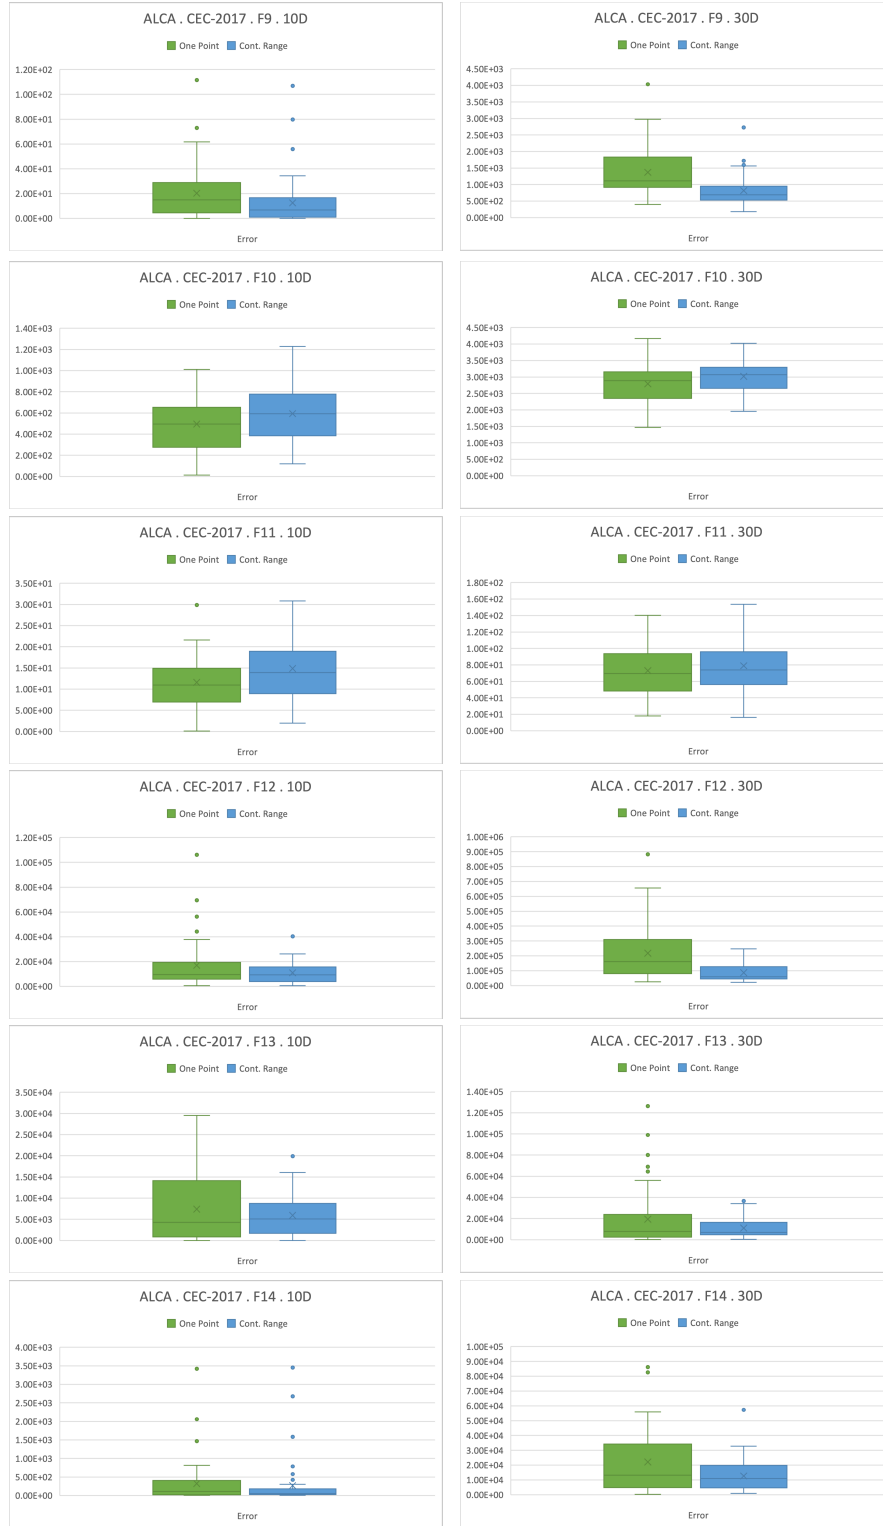 ALCA . CEC-2017 . F9 . 10D
One Point Cont. Range
1.20E+02
1.00E+02
8.00E+01
6.00E+01
4.00E+01
2.00E+01
0.00E+00
Error
ALCA . CEC-2017 . F9 . 30D
One Point Cont. Range
4.50E+03
4.00E+03
3.50E+03
3.00E+03
2.50E+03
2.00E+03
1.50E+03
1.00E+03
5.00E+02
0.00E+00
Error
ALCA . CEC-2017 . F10 . 10D
One Point Cont. Range
1.40E+03
1.20E+03
1.00E+03
8.00E+02
6.00E+02
4.00E+02
2.00E+02
0.00E+00
Error
ALCA . CEC-2017 . F10 . 30D
One Point Cont. Range
4.50E+03
4.00E+03
3.50E+03
3.00E+03
2.50E+03
2.00E+03
1.50E+03
1.00E+03
5.00E+02
0.00E+00
Error
ALCA . CEC-2017 . F11 . 10D
One Point Cont. Range
3.50E+01
3.00E+01
2.50E+01
2.00E+01
1.50E+01
1.00E+01
5.00E+00
0.00E+00
Error
ALCA . CEC-2017 . F11 . 30D
One Point Cont. Range
1.80E+02
1.60E+02
1.40E+02
1.20E+02
1.00E+02
8.00E+01
6.00E+01
4.00E+01
2.00E+01
0.00E+00
Error
ALCA . CEC-2017 . F12 . 10D
One Point Cont. Range
1.20E+05
1.00E+05
8.00E+04
6.00E+04
4.00E+04
2.00E+04
0.00E+00
Error
ALCA . CEC-2017 . F12 . 30D
One Point Cont. Range
1.00E+06
9.00E+05
8.00E+05
7.00E+05
6.00E+05
5.00E+05
4.00E+05
3.00E+05
2.00E+05
1.00E+05
0.00E+00
Error
ALCA . CEC-2017 . F13 . 10D
One Point Cont. Range
3.50E+04
3.00E+04
2.50E+04
2.00E+04
1.50E+04
1.00E+04
5.00E+03
0.00E+00
Error
ALCA . CEC-2017 . F13 . 30D
One Point Cont. Range
1.40E+05
1.20E+05
1.00E+05
8.00E+04
6.00E+04
4.00E+04
2.00E+04
0.00E+00
Error
ALCA . CEC-2017 . F14 . 10D
One Point Cont. Range
4.00E+03
3.50E+03
3.00E+03
2.50E+03
2.00E+03
1.50E+03
1.00E+03
5.00E+02
0.00E+00
Error
ALCA . CEC-2017 . F14 . 30D
One Point Cont. Range
1.00E+05
9.00E+04
8.00E+04
7.00E+04
6.00E+04
5.00E+04
4.00E+04
3.00E+04
2.00E+04
1.00E+04
0.00E+00
Error